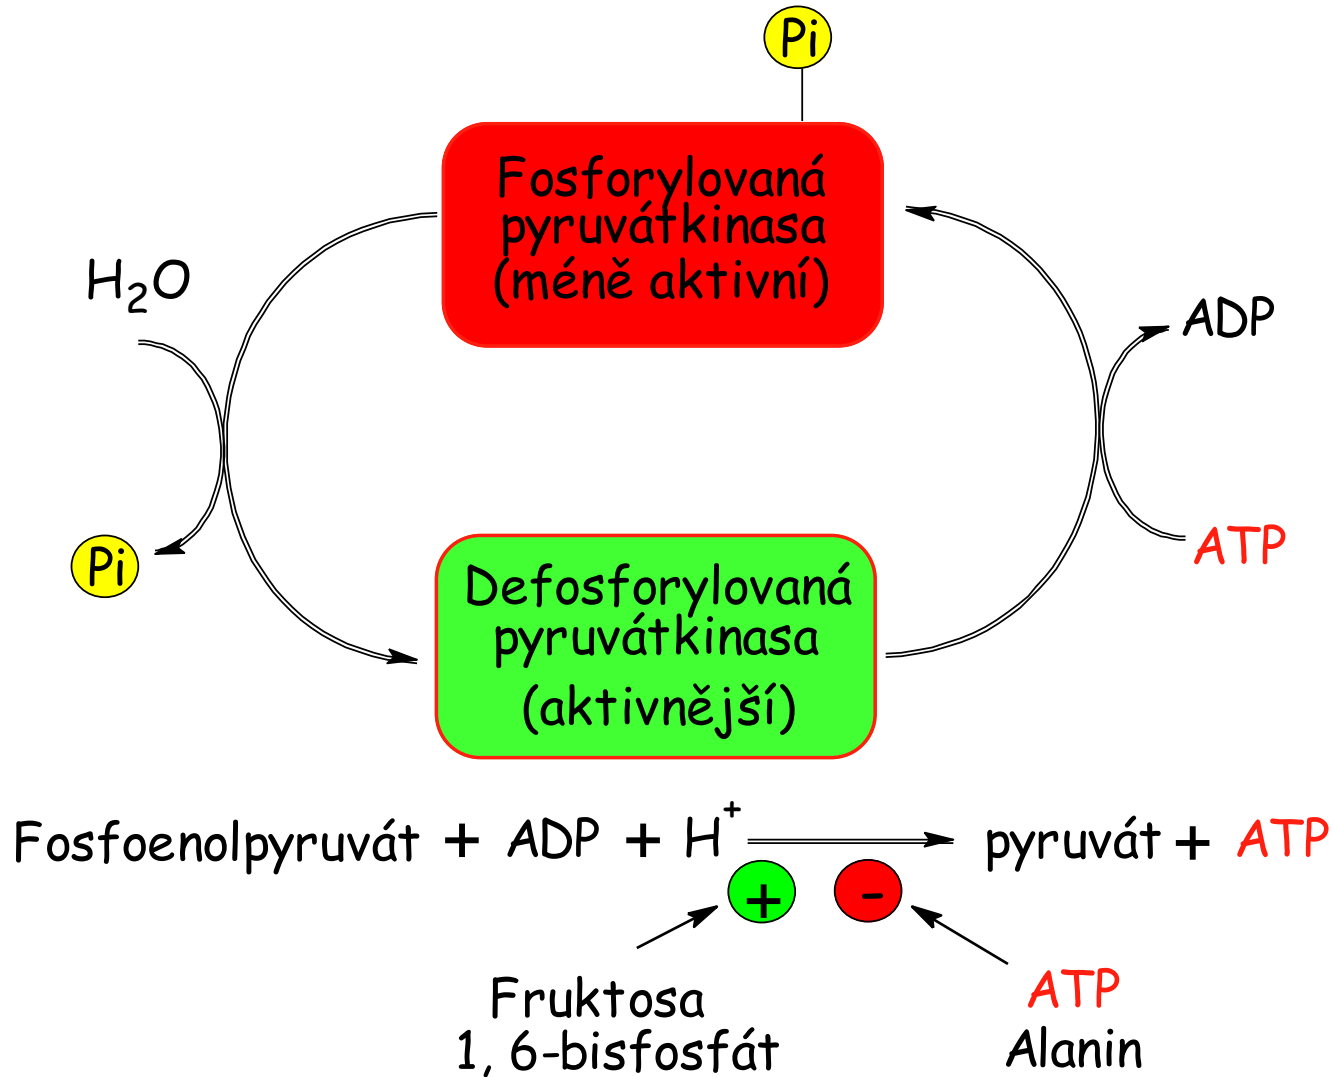 Pi
Fosforylovaná
pyruvátkinasa
(méně aktivní)
H2O
ADP
Pi
ATP
Defosforylovaná
pyruvátkinasa
(aktivnější)
Fosfoenolpyruvát + ADP + H+ pyruvát + ATP
+ -
Fruktosa
1, 6-bisfosfát
ATP
Alanin